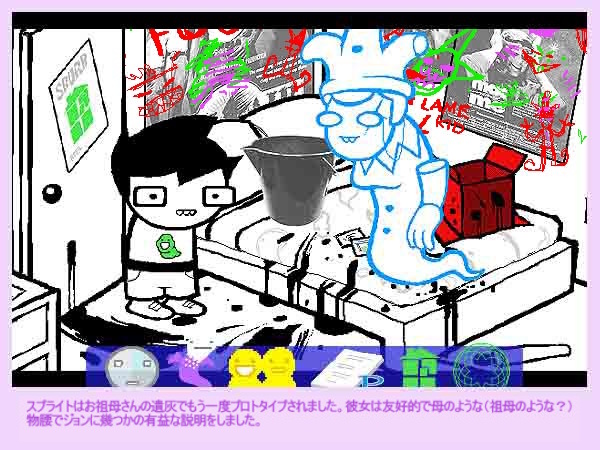 SBURB
LAME
KID
スプライトはお祖母さんの遺灰でもう一度プロトタイプされました。彼女は友好的で母のような（祖母のような？）
物腰でジョンに幾つかの有益な説明をしました。